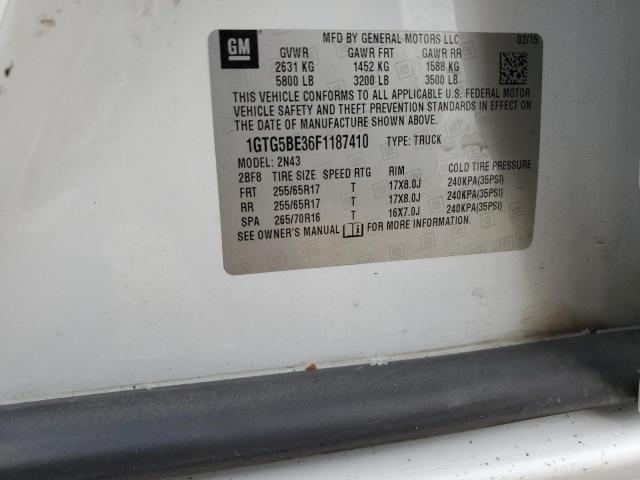 GM
MFD BY GENERAL MOTORS LLC 02/15
GVWR GAWR FRT GAWR RR
2631 KG 1452 KG 1588 KG
5800 LB 3200 LB 3500 LB
THIS VEHICLE CONFORMS TO ALL APPLICABLE U.S. FEDERAL MOTOR
VEHICLE SAFETY AND THEFT PREVENTION STANDARDS IN EFFECT ON
THE DATE OF MANUFACTURE SHOWN ABOVE.
1GTG5BE36F1187410 TYPE: TRUCK
MODEL: 2N43
2BF8 TIRE SIZE SPEED RTG RIM COLD TIRE PRESSURE
FRT 255/65R17 T 17X8.0J 240KPA(35PSI)
RR 255/65R17 T 17X8.0J 240KPA(35PSI)
SPA 265/70R16 T 16X7.0J 240KPA(35PSI)
SEE OWNER'S MANUAL FOR MORE INFORMATION.